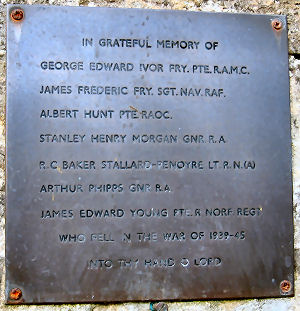 IN GRATEFUL MEMORY OF
GEORGE EDWARD IVOR FRY. PTE. R.A.M.C.
JAMES FREDERIC FRY. SGT. NAV. RAF.
ALBERT HUNT PTE. RAOC.
STANLEY HENRY MORGAN GNR. R.A.
R.C. BAKER STALLARD-PENOYRE LT. R.N.(A)
ARTHUR PHIPPS GNR. R.A.
JAMES EDWARD YOUNG PTE. R. NORF. REGT
WHO FELL IN THE WAR OF 1939-45
INTO THY HAND O LORD